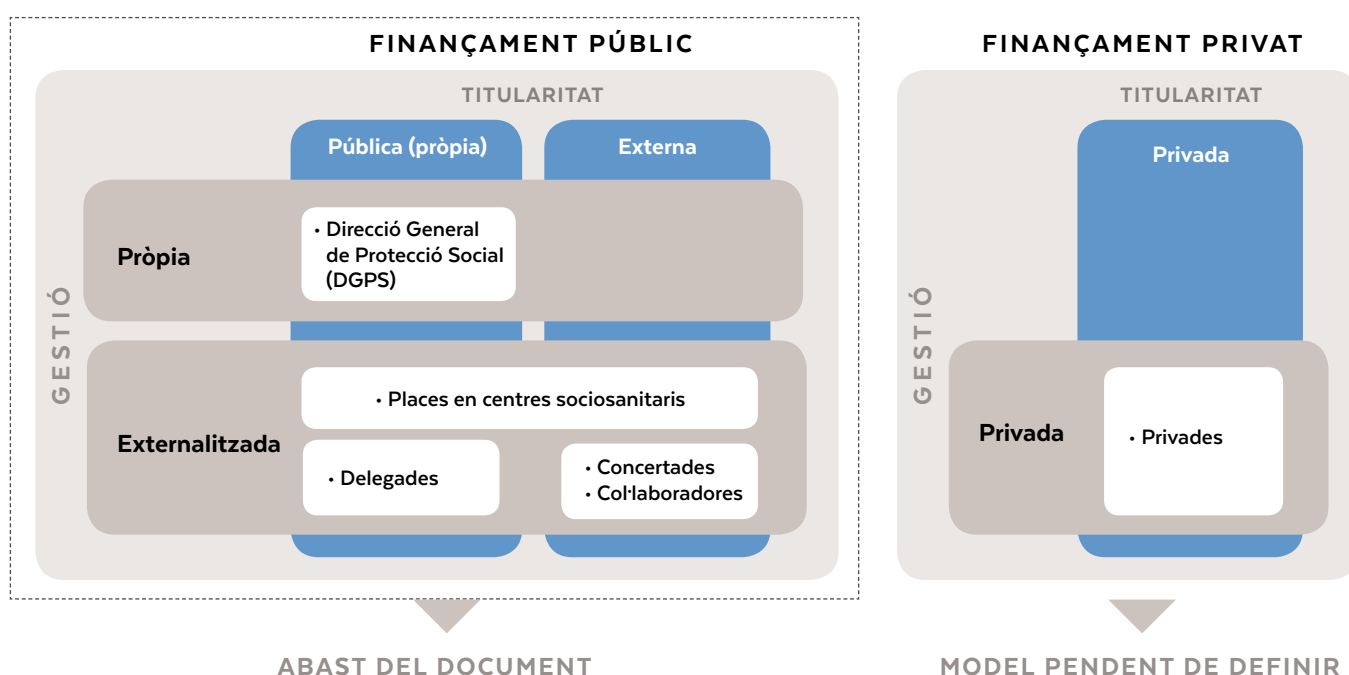 FINANÇAMENT PÚBLIC
TITULARITAT
Pública (pròpia)
Externa
GESTIÓ
Pròpia
• Direcció General
de Protecció Social
(DGPS)
Externalitzada
• Places en centres sociosanitaris
• Delegades
• Concertades
• Col·laboradores
ABAST DEL DOCUMENT
FINANÇAMENT PRIVAT
TITULARITAT
Privada
GESTIÓ
Privada
• Privades
MODEL PENDENT DE DEFINIR